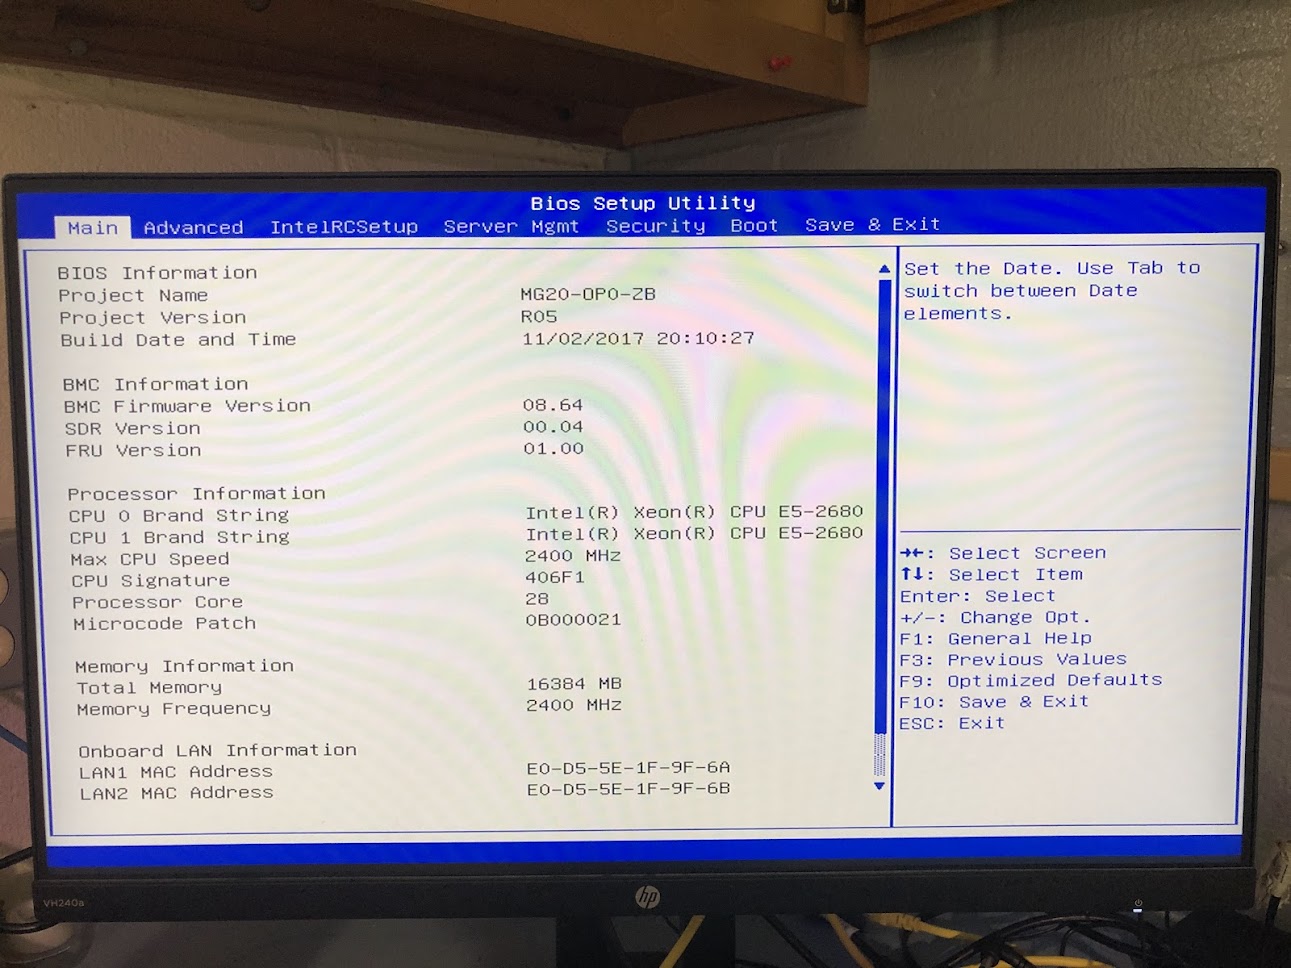 Bios Setup Utility
Main Advanced IntelRCSetup Server Mgmt Security Boot Save & Exit
BIOS Information
Project Name MG20-OP0-ZB
Project Version R05
Build Date and Time 11/02/2017 20:10:27
BMC Information
BMC Firmware Version 08.64
SDR Version 00.04
FRU Version 01.00
Processor Information
CPU 0 Brand String Intel(R) Xeon(R) CPU E5-2680
CPU 1 Brand String Intel(R) Xeon(R) CPU E5-2680
Max CPU Speed 2400 MHz
CPU Signature 406F1
Processor Core 28
Microcode Patch 0B000021
Memory Information
Total Memory 16384 MB
Memory Frequency 2400 MHz
Onboard LAN Information
LAN1 MAC Address E0-D5-5E-1F-9F-6A
LAN2 MAC Address E0-D5-5E-1F-9F-6B
Set the Date. Use Tab to
switch between Date
elements.
→←: Select Screen
↑↓: Select Item
Enter: Select
+/-: Change Opt.
F1: General Help
F3: Previous Values
F9: Optimized Defaults
F10: Save & Exit
ESC: Exit
VH240a
hp